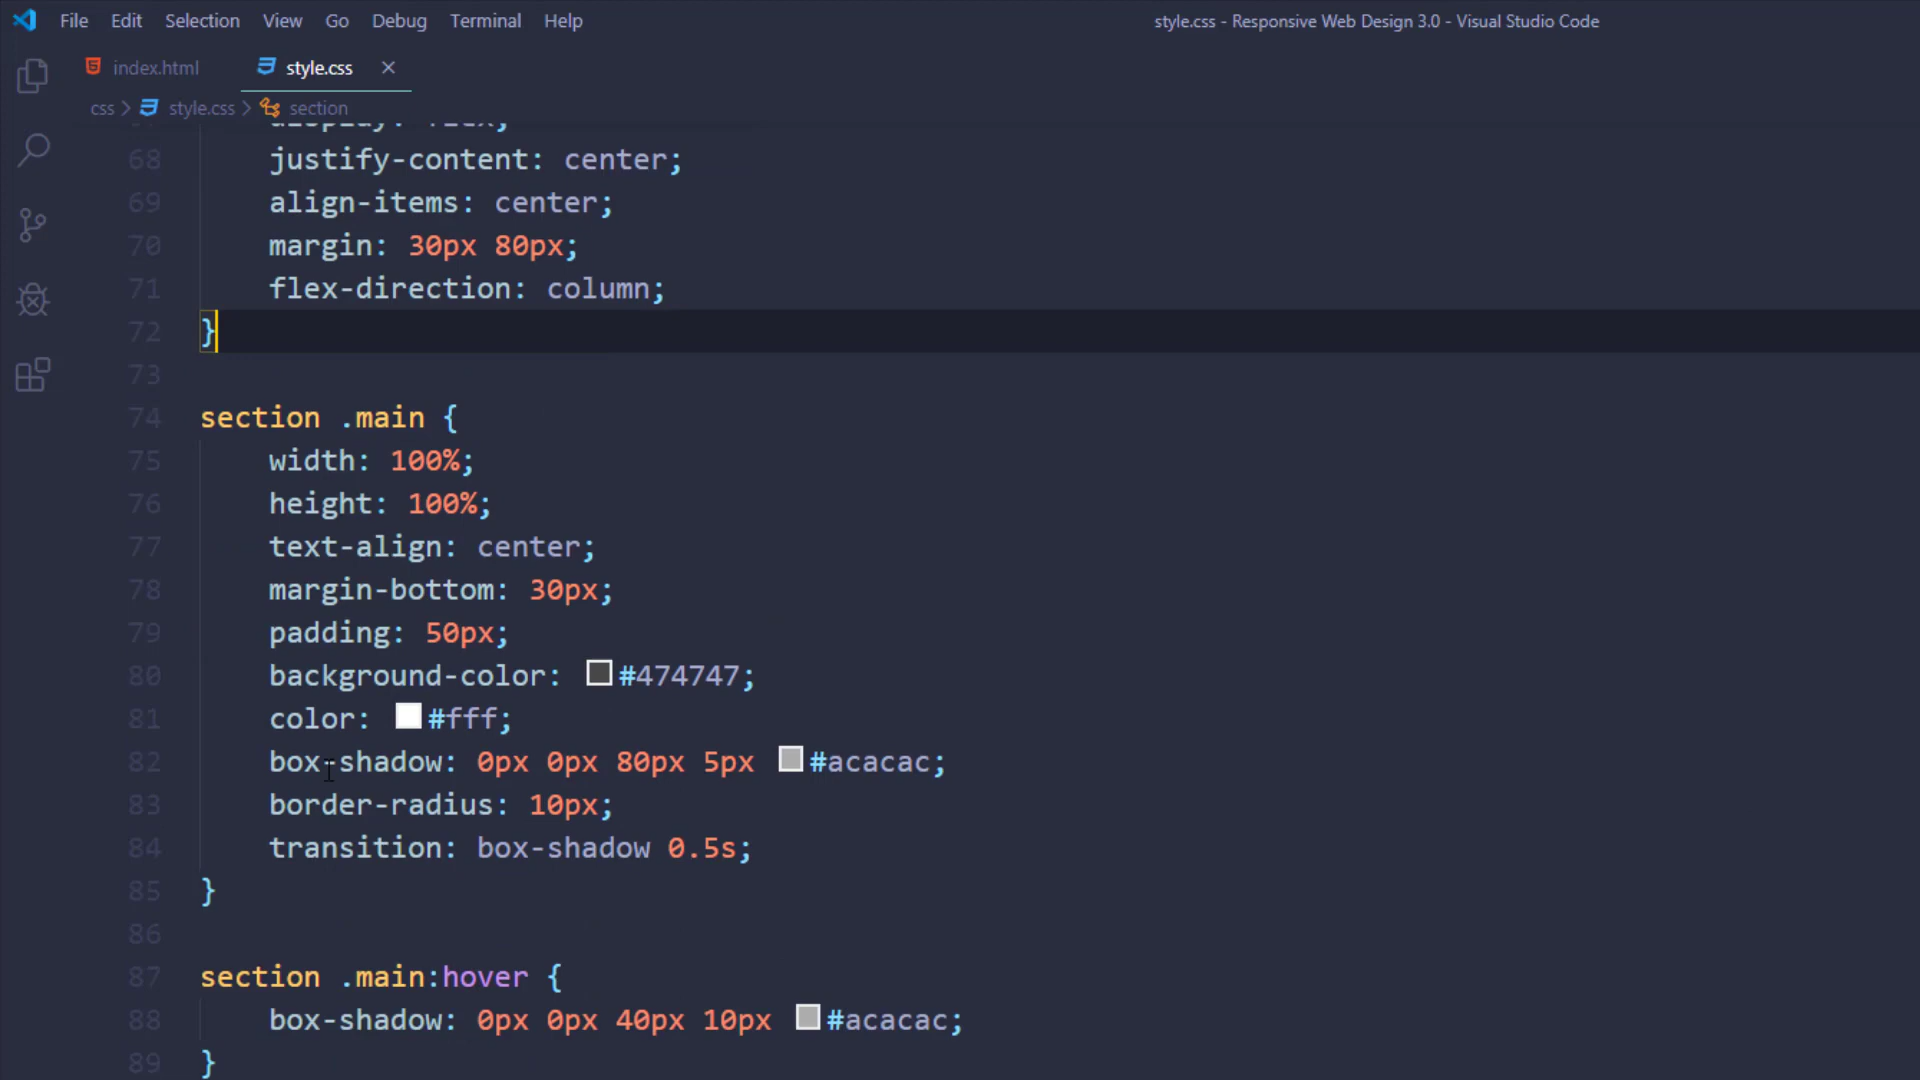 File Edit Selection View Go Debug Terminal Help
style.css - Responsive Web Design 3.0 - Visual Studio Code
index.html
style.css
css > style.css > section
display: flex;
68 justify-content: center;
69 align-items: center;
70 margin: 30px 80px;
71 flex-direction: column;
72 }
73
74 section .main {
75 width: 100%;
76 height: 100%;
77 text-align: center;
78 margin-bottom: 30px;
79 padding: 50px;
80 background-color: #474747;
81 color: #fff;
82 box-shadow: 0px 0px 80px 5px #acacac;
83 border-radius: 10px;
84 transition: box-shadow 0.5s;
85 }
86
87 section .main:hover {
88 box-shadow: 0px 0px 40px 10px #acacac;
89 }